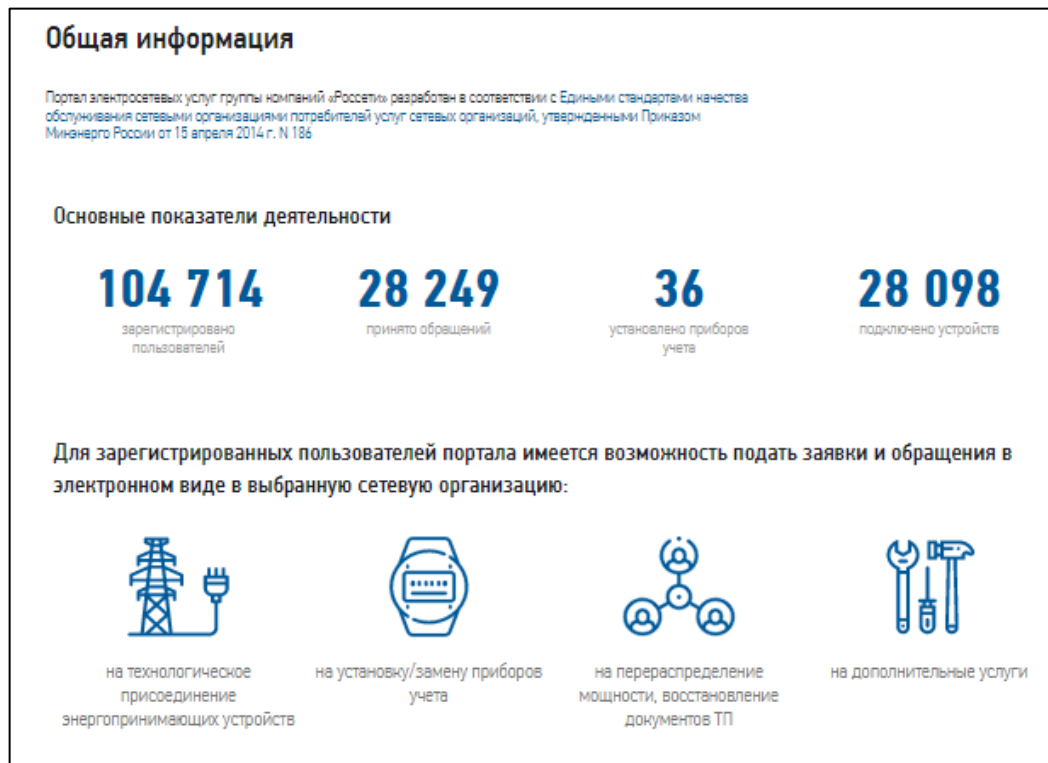 Общая информация
Портал электросетевых услуг группы компаний «Россети» разработан в соответствии с Едиными стандартами качества
обслуживания сетевыми организациями потребителей услуг сетевых организаций, утвержденными Приказом
Минэнерго России от 15 апреля 2014 г. N 186
Основные показатели деятельности
104 714
28 249
36
28 098
зарегистрировано
пользователей
принято обращений
установлено приборов
учета
подключено устройств
Для зарегистрированных пользователей портала имеется возможность подать заявки и обращения в
электронном виде в выбранную сетевую организацию:
на технологическое
присоединение
энергопринимающих устройств
на установку/замену приборов
учета
на перераспределение
мощности, восстановление
документов ТП
на дополнительные услуги